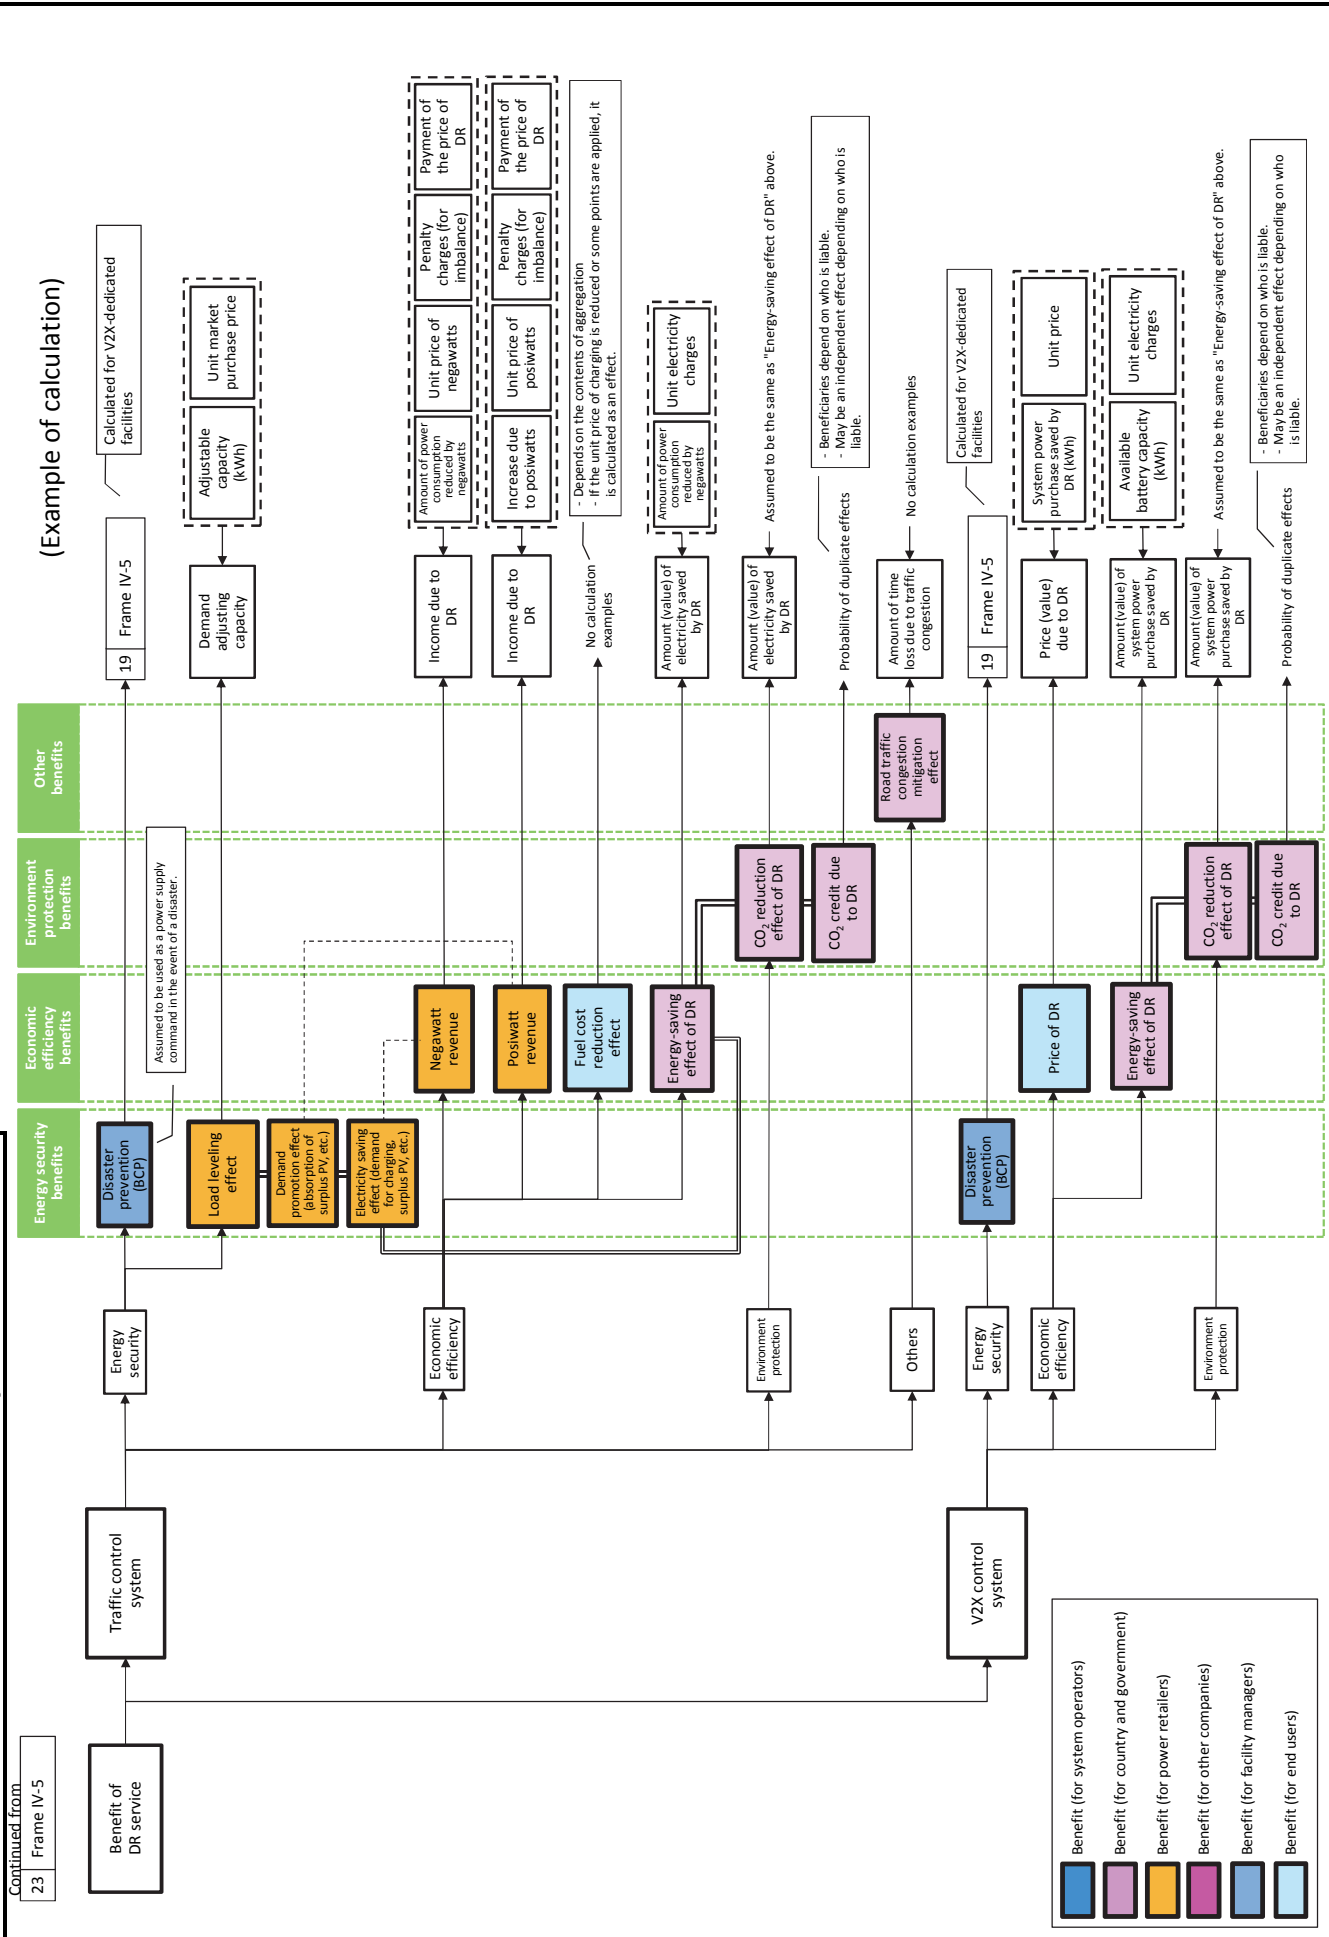 (Example of calculation)
Continued from
23 Frame IV-5
Benefit of
DR service
Traffic control
system
V2X control
system
Energy security
benefits
Economic
efficiency
benefits
Environment
protection
benefits
Other
benefits
Energy
security
Disaster
prevention
(BCP)
Assumed to be used as a power supply
command in the event of a disaster.
19 Frame IV-5
Calculated for V2X-dedicated
facilities
Load leveling
effect
Demand
adjusting
capacity
Adjustable
capacity
(kWh)
Unit market
purchase price
Demand
promotion effect
(absorption of
surplus PV, etc.)
Electricity saving
effect (demand
for charging,
surplus PV, etc.)
Economic
efficiency
Negawatt
revenue
Income due to
DR
Amount of power
consumption
reduced by
negawatts
Unit price of
negawatts
Penalty
charges (for
imbalance)
Payment of
the price of
DR
Posiwatt
revenue
Income due to
DR
Increase due
to posiwatts
Unit price of
posiwatts
Penalty
charges (for
imbalance)
Payment of
the price of
DR
Fuel cost
reduction
effect
No calculation
examples
- Depends on the contents of aggregation
- If the unit price of charging is reduced or some points are applied, it
is calculated as an effect.
Energy-saving
effect of DR
Amount (value) of
electricity saved
by DR
Amount of power
consumption
reduced by
negawatts
Unit electricity
charges
Environment
protection
CO2 reduction
effect of DR
Amount (value) of
electricity saved
by DR
Assumed to be the same as "Energy-saving effect of DR" above.
CO2 credit due
to DR
Probability of duplicate effects
- Beneficiaries depend on who is liable.
- May be an independent effect depending on who is
liable.
Others
Road traffic
congestion
mitigation
effect
Amount of time
loss due to traffic
congestion
No calculation examples
Energy
security
Disaster
prevention
(BCP)
19 Frame IV-5
Calculated for V2X-dedicated
facilities
Economic
efficiency
Price of DR
Price (value)
due to DR
System power
purchase saved by
DR (kWh)
Unit price
Energy-saving
effect of DR
Amount (value) of
system power
purchase saved by
DR
Available
battery capacity
(kWh)
Unit electricity
charges
Environment
protection
CO2 reduction
effect of DR
Amount (value) of
system power
purchase saved by
DR
Assumed to be the same as "Energy-saving effect of DR" above.
CO2 credit due
to DR
Probability of duplicate effects
- Beneficiaries depend on who is liable.
- May be an independent effect depending on who
is liable.
Benefit (for system operators)
Benefit (for country and government)
Benefit (for power retailers)
Benefit (for other companies)
Benefit (for facility managers)
Benefit (for end users)